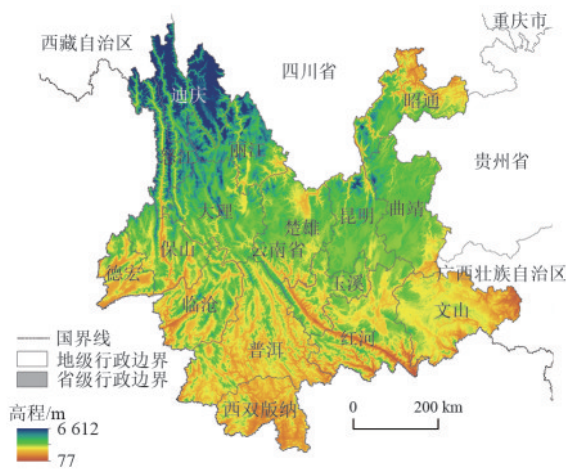 重庆市
西藏自治区
四川省
迪庆
昭通
贵州省
怒江
丽江
大理
楚雄
昆明
曲靖
保山
云南省
德宏
广西壮族自治区
玉溪
临沧
文山
红河
普洱
西双版纳
国界线
地级行政边界
省级行政边界
高程/m
6 612
77
0 200 km